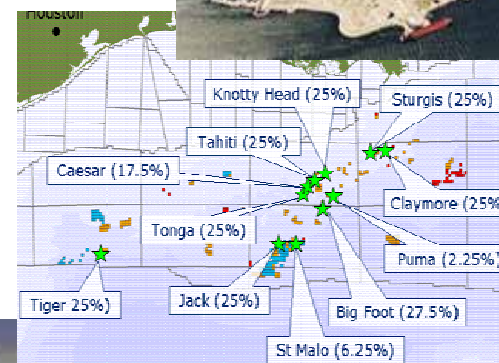 Houston
Knotty Head (25%)
Sturgis (25%)
Tahiti (25%)
Caesar (17.5%)
Claymore (25%
Tonga (25%)
Puma (2.25%)
Tiger 25%)
Jack (25%)
Big Foot (27.5%)
St Malo (6.25%)